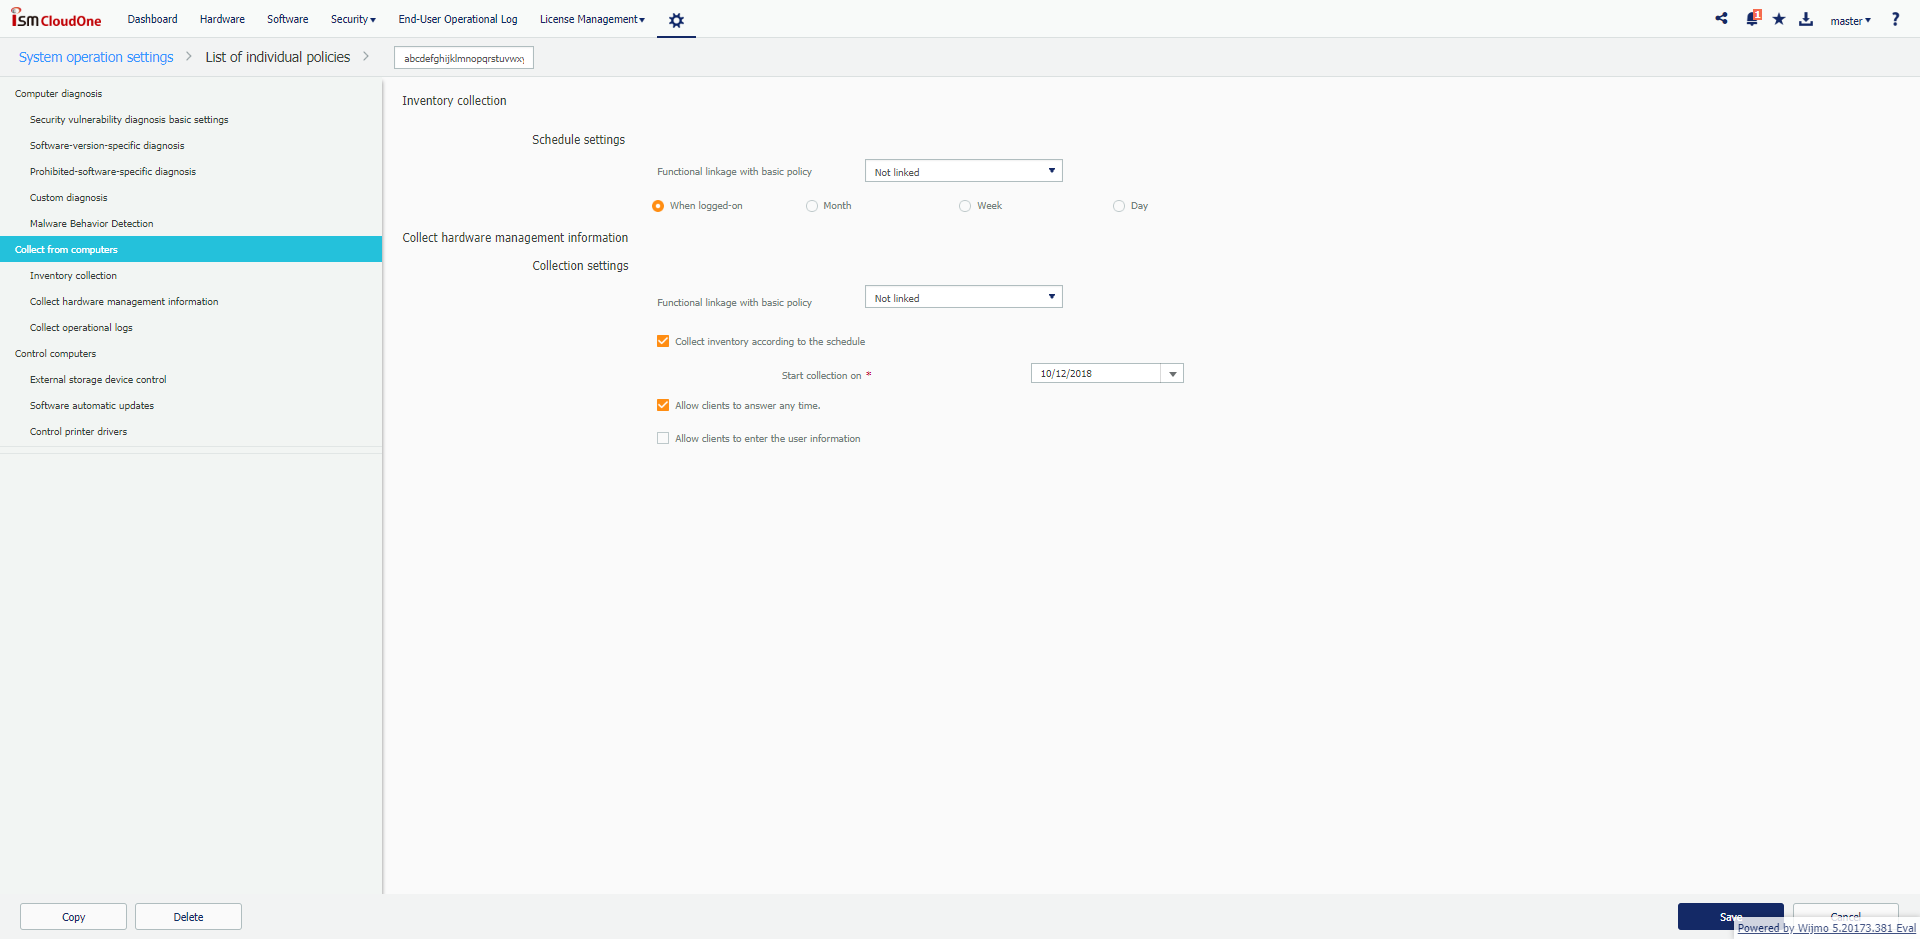 ism CloudOne Dashboard Hardware Software Security End-User Operational Log License Management 1 master ?
System operation settings > List of individual policies > abcdefghijklmnopqrstuvwxy
Computer diagnosis
Security vulnerability diagnosis basic settings
Software-version-specific diagnosis
Prohibited-software-specific diagnosis
Custom diagnosis
Malware Behavior Detection
Collect from computers
Inventory collection
Collect hardware management information
Collect operational logs
Control computers
External storage device control
Software automatic updates
Control printer drivers
Inventory collection
Schedule settings
Functional linkage with basic policy Not linked
When logged-on Month Week Day
Collect hardware management information
Collection settings
Functional linkage with basic policy Not linked
Collect inventory according to the schedule
Start collection on * 10/12/2018
Allow clients to answer any time.
Allow clients to enter the user information
Copy Delete Save Cancel
Powered by Wijmo 5.20173.381 Eval